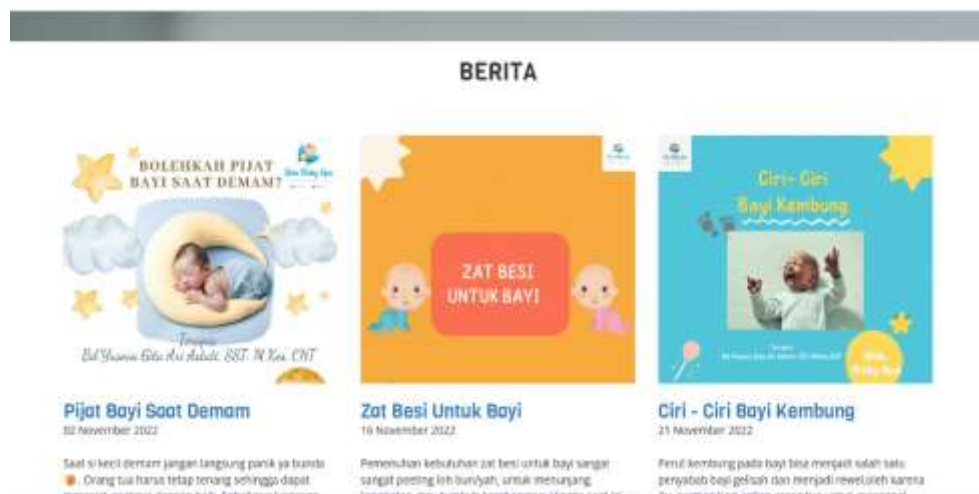 BERITA
BOLEHKAH PIJAT
BAYI SAAT DEMAM?
Terapis
ZAT BESI
UNTUK BAYI
Ciri- Ciri
Bayi Kembung
Pijat Bayi Saat Demam
02 November 2022
Saat si kecil demam jangan langsung panik ya bunda
. Orang tua harus tetap tenang sehingga dapat
Zat Besi Untuk Bayi
16 November 2022
Pemenuhan kebutuhan zat besi untuk bayi sangat
sangat penting loh bun/yah, untuk menunjang
Ciri - Ciri Bayi Kembung
21 November 2022
Perut kembung pada bayi bisa menjadi salah satu
penyabab bayi gelisah dan menjadi rewel,oleh karena